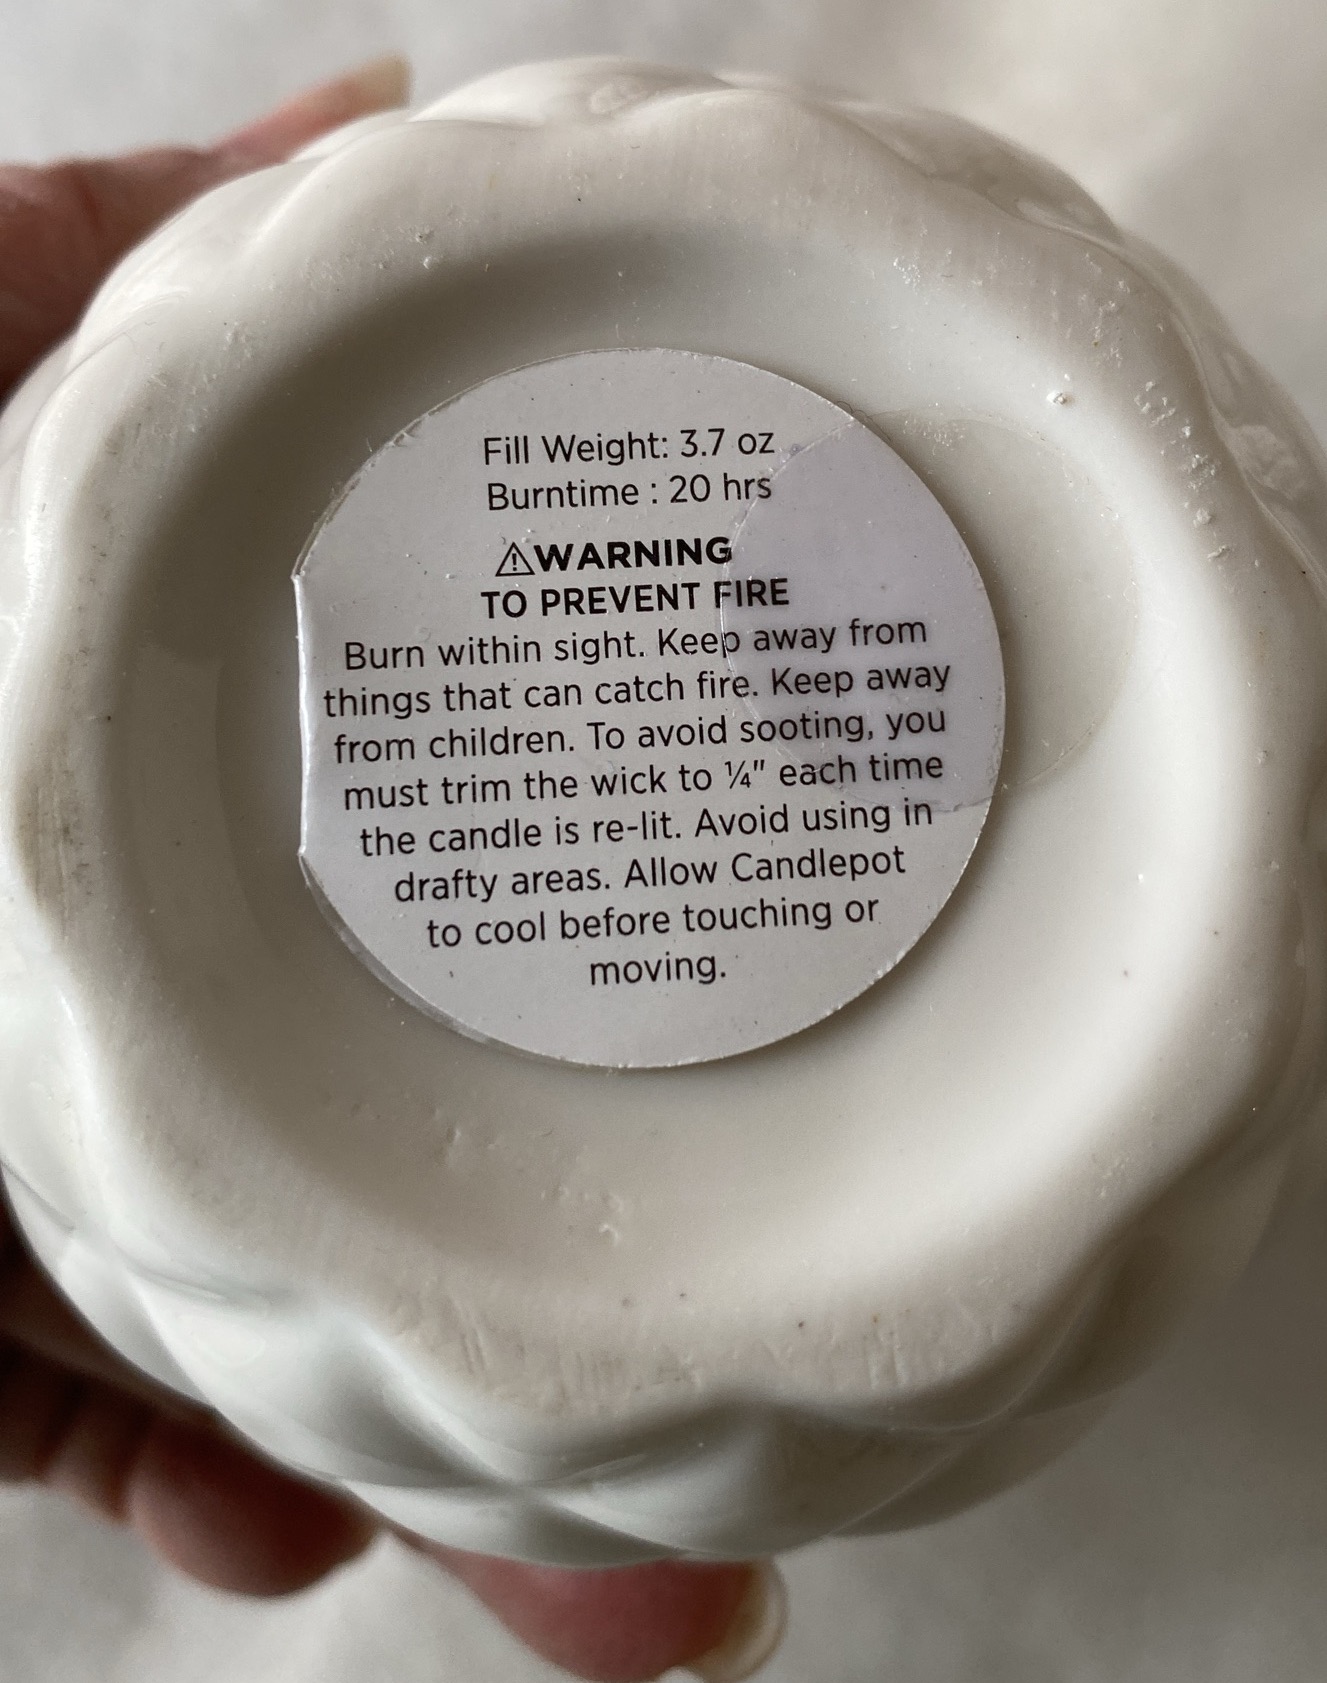 Fill Weight: 3.7 oz
Burntime : 20 hrs
⚠WARNING
TO PREVENT FIRE
Burn within sight. Keep away from
things that can catch fire. Keep away
from children. To avoid sooting, you
must trim the wick to ¼" each time
the candle is re-lit. Avoid using in
drafty areas. Allow Candlepot
to cool before touching or
moving.